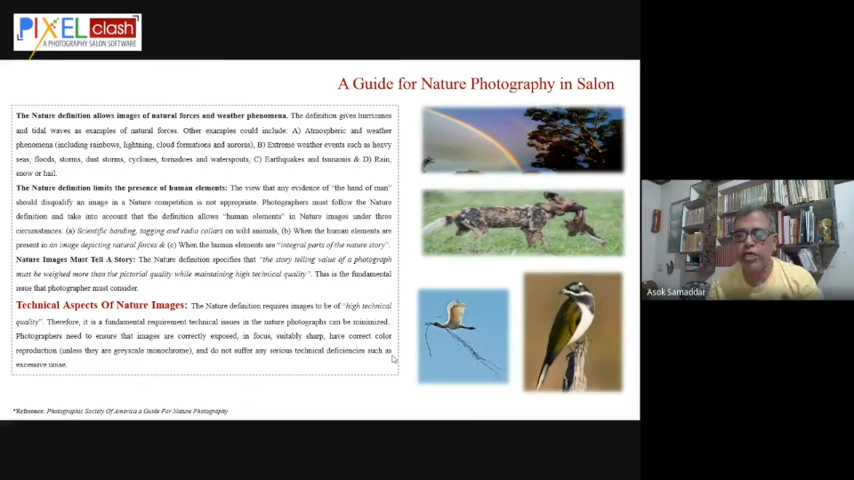 PIXEL clash
A PHOTOGRAPHY SALON SOFTWARE
A Guide for Nature Photography in Salon
The Nature definition allows images of natural forces and weather phenomena. The definition gives hurricanes
and tidal waves as examples of natural forces. Other examples could include: A) Atmospheric and weather
phenomena (including rainbows, lightning, cloud formations and aurora), B) Extreme weather events such as heavy
seas, floods, storms, dust storms, cyclones, tornadoes and waterspouts, C) Earthquakes and tsunamis & D) Rain,
snow or hail.
The Nature definition limits the presence of human elements: The view that any evidence of "the hand of man"
should disqualify an image in a Nature competition is not appropriate. Photographers must follow the Nature
definition and take into account that the definition allows "human elements" in Nature images under three
circumstances: (a) Scientific banding, tagging and radio collars on wild animals, (b) When the human elements are
present in an image depicting natural forces & (c) When the human elements are "integral parts of the nature story".
Nature Images Must Tell A Story: The Nature definition specifies that "the story telling value of a photograph
must be weighed more than the pictorial quality while maintaining high technical quality". This is the fundamental
issue that photographer must consider.
Technical Aspects Of Nature Images: The Nature definition requires images to be of "high technical
quality". Therefore, it is a fundamental requirement technical issues in the nature photographs can be minimized.
Photographers need to ensure that images are correctly exposed, in focus, suitably sharp, have correct color
reproduction (unless they are greyscale monochrome), and do not suffer any serious technical deficiencies such as
excessive noise.
*Reference: Photographic Society Of America a Guide For Nature Photography
Asok Samaddar